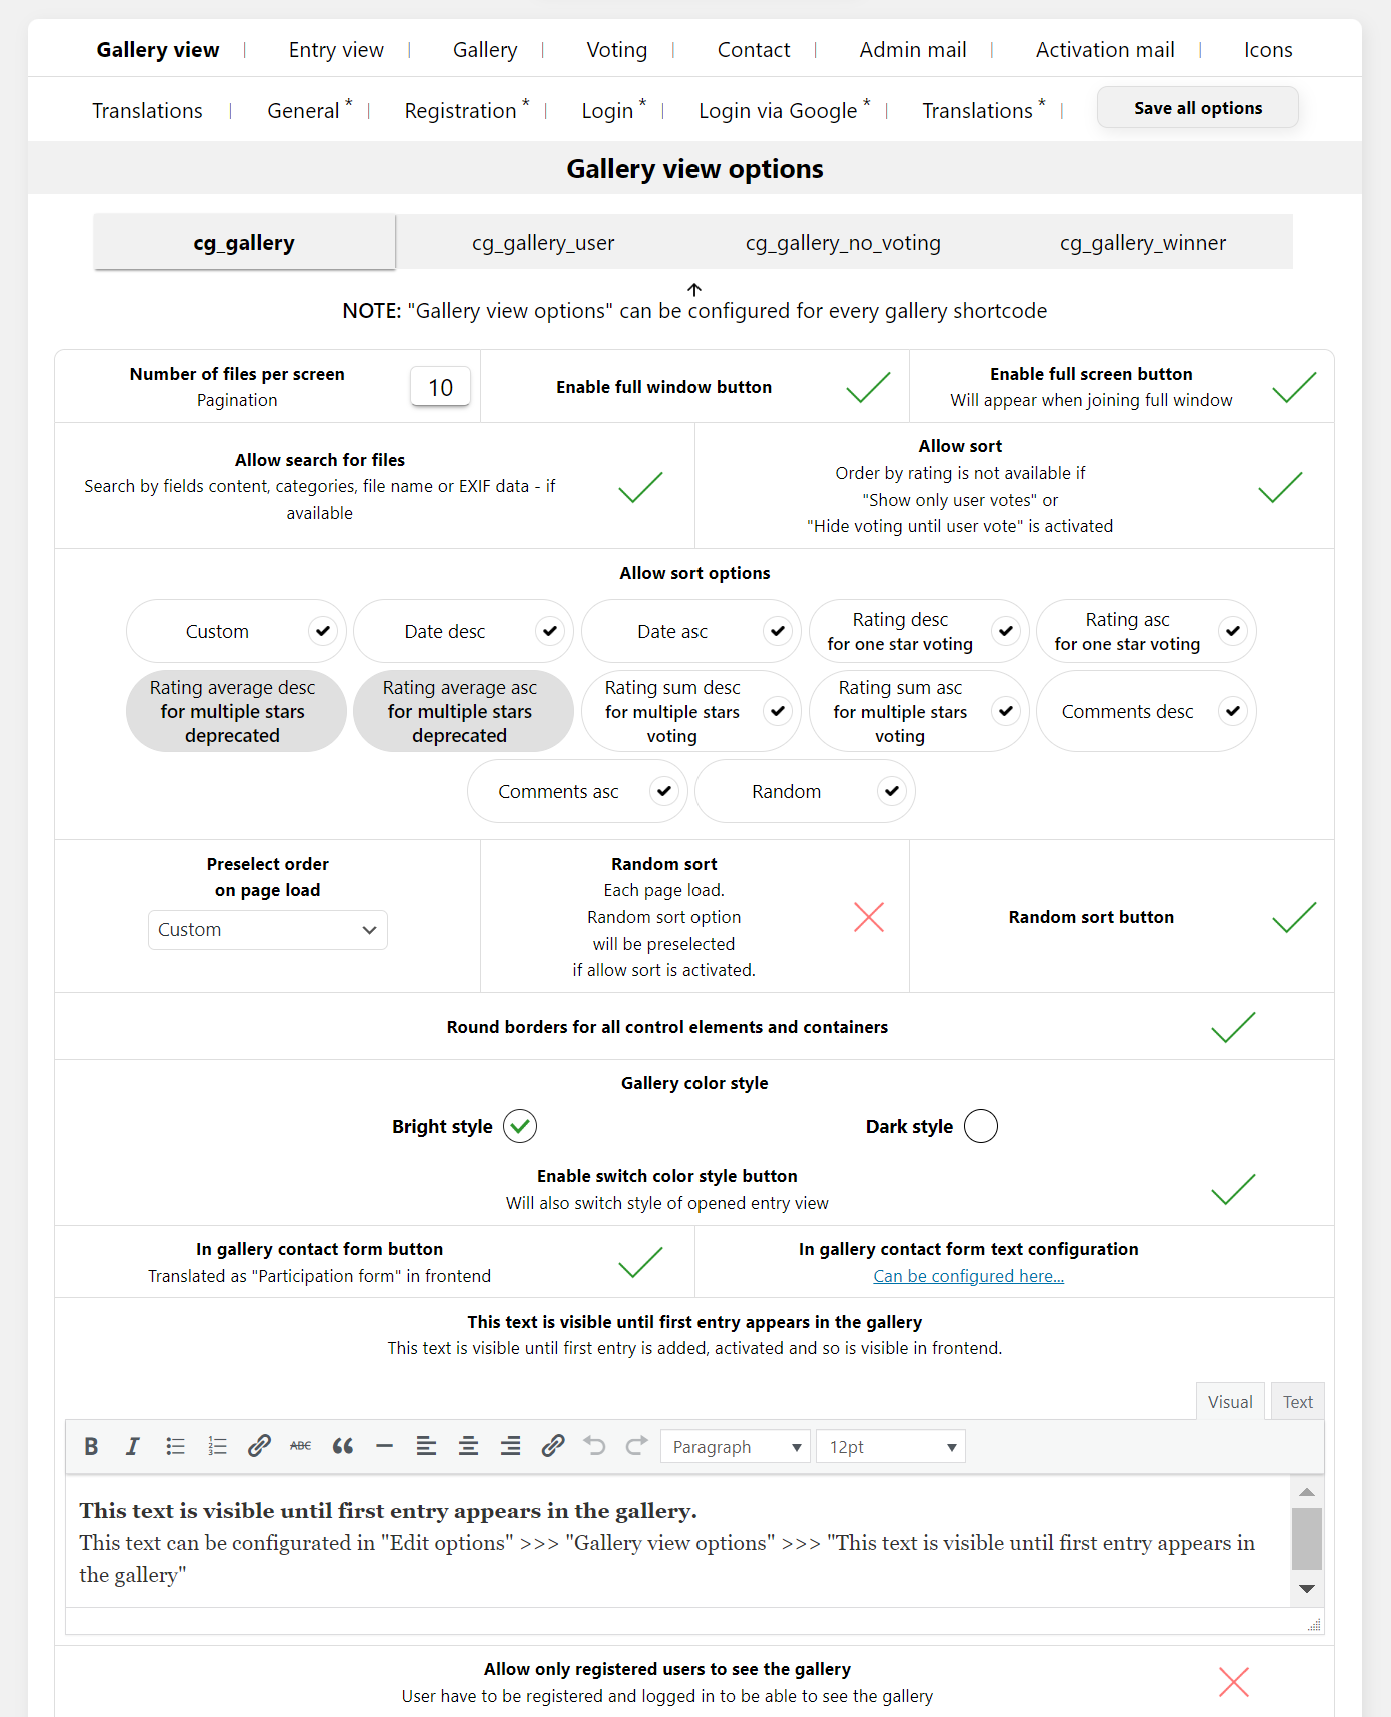 Gallery view | Entry view | Gallery | Voting | Contact | Admin mail | Activation mail | Icons
Translations | General * | Registration * | Login * | Login via Google * | Translations * | Save all options
Gallery view options
cg_gallery cg_gallery_user cg_gallery_no_voting cg_gallery_winner
NOTE: "Gallery view options" can be configured for every gallery shortcode
Number of files per screen
Pagination
10
Enable full window button
Enable full screen button
Will appear when joining full window
Allow search for files
Search by fields content, categories, file name or EXIF data - if
available
Allow sort
Order by rating is not available if
"Show only user votes" or
"Hide voting until user vote" is activated
Allow sort options
Custom
Date desc
Date asc
Rating desc
for one star voting
Rating asc
for one star voting
Rating average desc
for multiple stars
deprecated
Rating average asc
for multiple stars
deprecated
Rating sum desc
for multiple stars
voting
Rating sum asc
for multiple stars
voting
Comments desc
Comments asc
Random
Preselect order
on page load
Custom
Random sort
Each page load.
Random sort option
will be preselected
if allow sort is activated.
Random sort button
Round borders for all control elements and containers
Gallery color style
Bright style
Dark style
Enable switch color style button
Will also switch style of opened entry view
In gallery contact form button
Translated as "Participation form" in frontend
In gallery contact form text configuration
Can be configured here...
This text is visible until first entry appears in the gallery
This text is visible until first entry is added, activated and so is visible in frontend.
Visual Text
B I ABC Paragraph 12pt
This text is visible until first entry appears in the gallery.
This text can be configurated in "Edit options" >>> "Gallery view options" >>> "This text is visible until first entry appears in
the gallery"
Allow only registered users to see the gallery
User have to be registered and logged in to be able to see the gallery